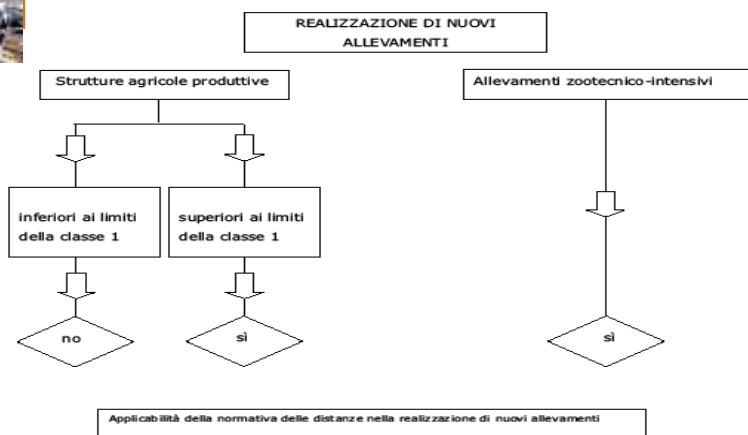 REALIZZAZIONE DI NUOVI
ALLEVAMENTI
Strutture agricole produttive
Allevamenti zootecnico-intensivi
inferiori ai limiti
della classe 1
superiori ai limiti
della classe 1
no
sì
sì
Applicabilità della normativa delle distanze nella realizzazione di nuovi allevamenti